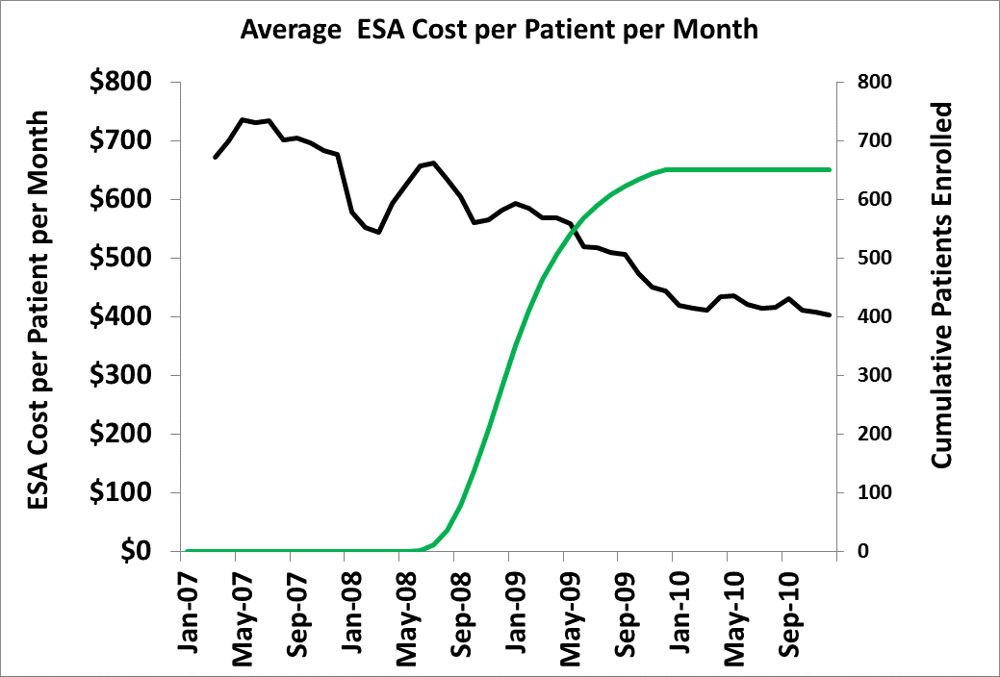 Average  ESA Cost per Patient per Month
ESA Cost per Patient per Month
$800
$700
$600
$500
$400
$300
$200
$100
$0
800
700
600
500
400
300
200
100
0
Cumulative Patients Enrolled
Jan-07
May-07
Sep-07
Jan-08
May-08
Sep-08
Jan-09
May-09
Sep-09
Jan-10
May-10
Sep-10